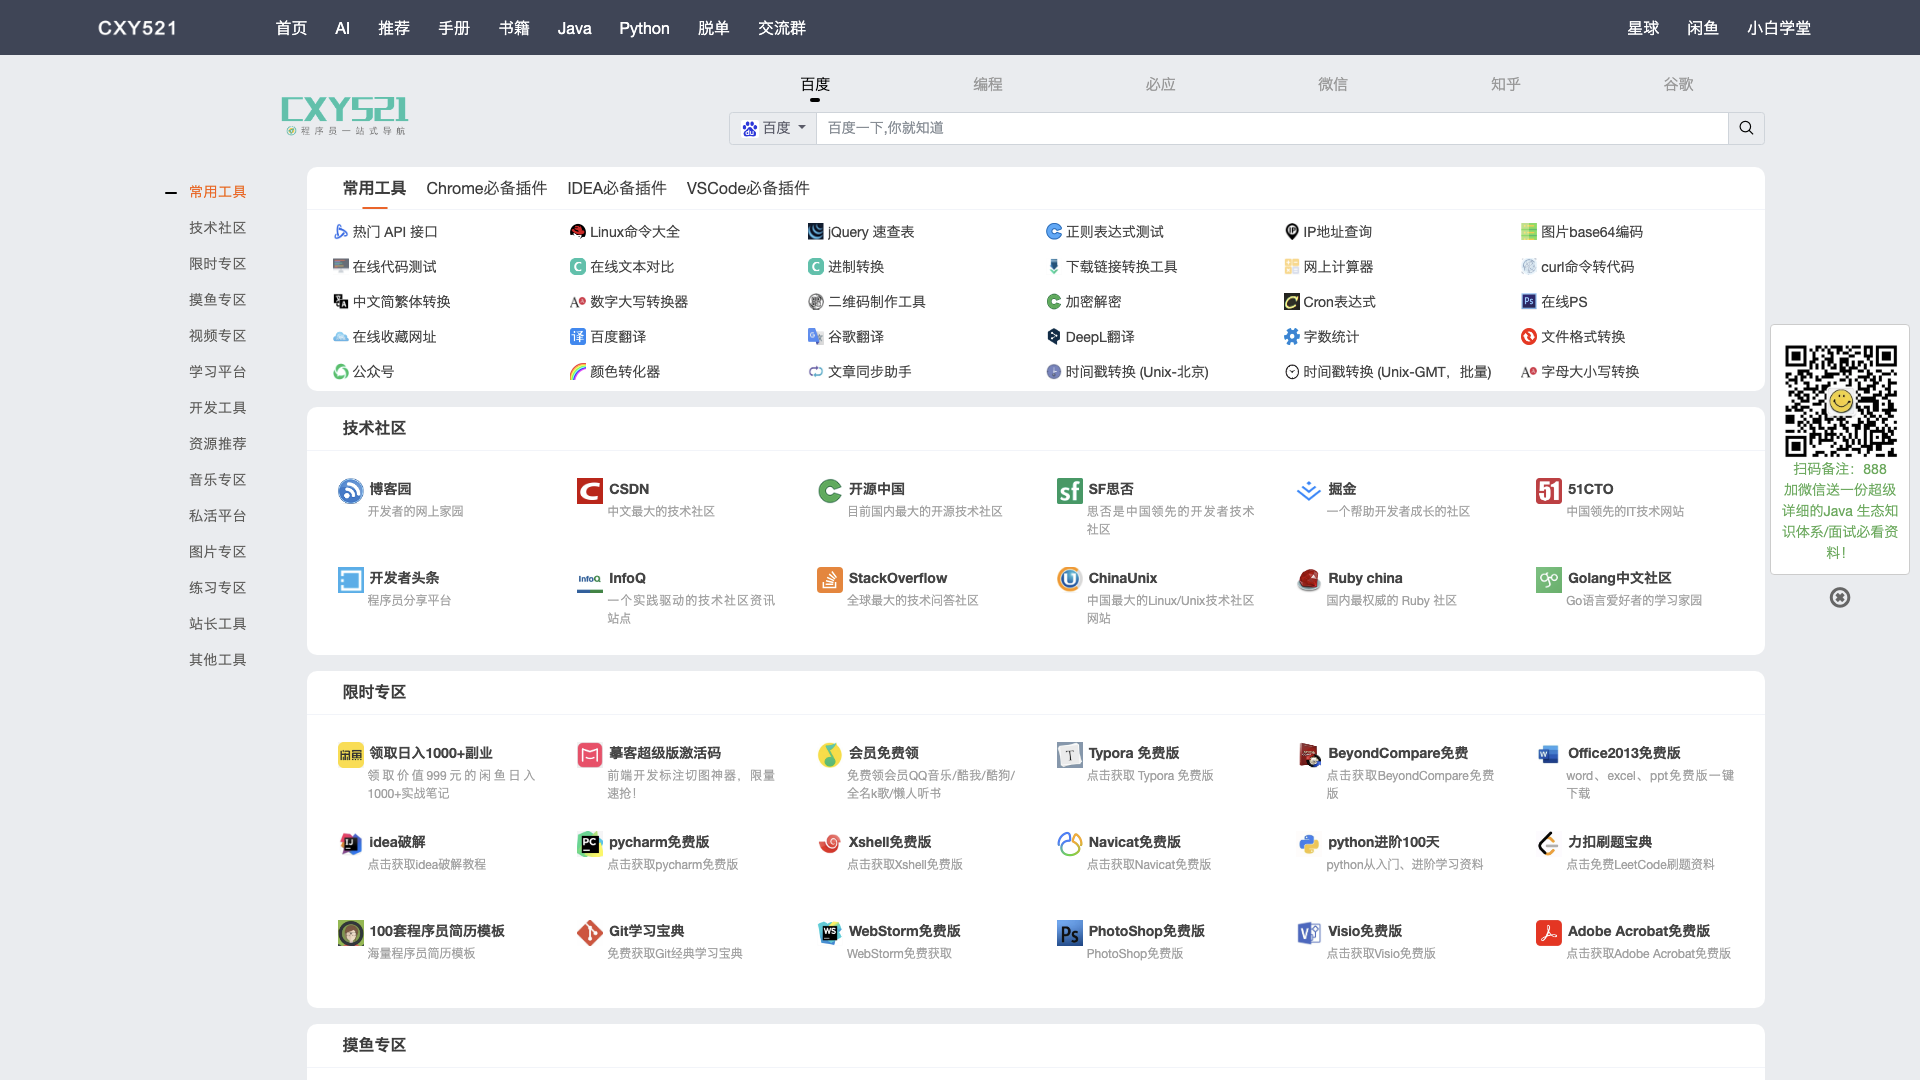 CXY521
首页 AI 推荐 手册 书籍 Java Python 脱单 交流群 星球 闲鱼 小白学堂
百度 编程 必应 微信 知乎 谷歌
CXY521
程序员一站式导航
百度 百度一下,你就知道
常用工具
技术社区
限时专区
摸鱼专区
视频专区
学习平台
开发工具
资源推荐
音乐专区
私活平台
图片专区
练习专区
站长工具
其他工具
常用工具 Chrome必备插件 IDEA必备插件 VSCode必备插件
热门 API 接口 Linux命令大全 jQuery 速查表 正则表达式测试 IP地址查询 图片base64编码
在线代码测试 在线文本对比 进制转换 下载链接转换工具 网上计算器 curl命令转代码
中文简繁体转换 数字大写转换器 二维码制作工具 加密解密 Cron表达式 在线PS
在线收藏网址 百度翻译 谷歌翻译 DeepL翻译 字数统计 文件格式转换
公众号 颜色转化器 文章同步助手 时间戳转换 (Unix-北京) 时间戳转换 (Unix-GMT，批量) 字母大小写转换
技术社区
博客园 CSDN 开源中国 SF思否 掘金 51CTO
开发者的网上家园 中文最大的技术社区 目前国内最大的开源技术社区 思否是中国领先的开发者技术 一个帮助开发者成长的社区 中国领先的IT技术网站
社区
开发者头条 InfoQ StackOverflow ChinaUnix Ruby china Golang中文社区
程序员分享平台 一个实践驱动的技术社区资讯 全球最大的技术问答社区 中国最大的Linux/Unix技术社区 国内最权威的 Ruby 社区 Go语言爱好者的学习家园
站点 网站
限时专区
领取日入1000+副业 摹客超级版激活码 会员免费领 Typora 免费版 BeyondCompare免费 Office2013免费版
领取价值999元的闲鱼日入 前端开发标注切图神器，限量 免费领会员QQ音乐/酷我/酷狗/ 点击获取 Typora 免费版 点击获取BeyondCompare免费 word、excel、ppt免费版一键
1000+实战笔记 速抢！ 全名k歌/懒人听书 版 下载
idea破解 pycharm免费版 Xshell免费版 Navicat免费版 python进阶100天 力扣刷题宝典
点击获取idea破解教程 点击获取pycharm免费版 点击获取Xshell免费版 点击获取Navicat免费版 python从入门、进阶学习资料 点击免费LeetCode刷题资料
100套程序员简历模板 Git学习宝典 WebStorm免费版 PhotoShop免费版 Visio免费版 Adobe Acrobat免费版
海量程序员简历模板 免费获取Git经典学习宝典 WebStorm免费获取 PhotoShop免费版 点击获取Visio免费版 点击获取Adobe Acrobat免费版
摸鱼专区
扫码备注：888
加微信送一份超级
详细的Java 生态知
识体系/面试必看资
料！